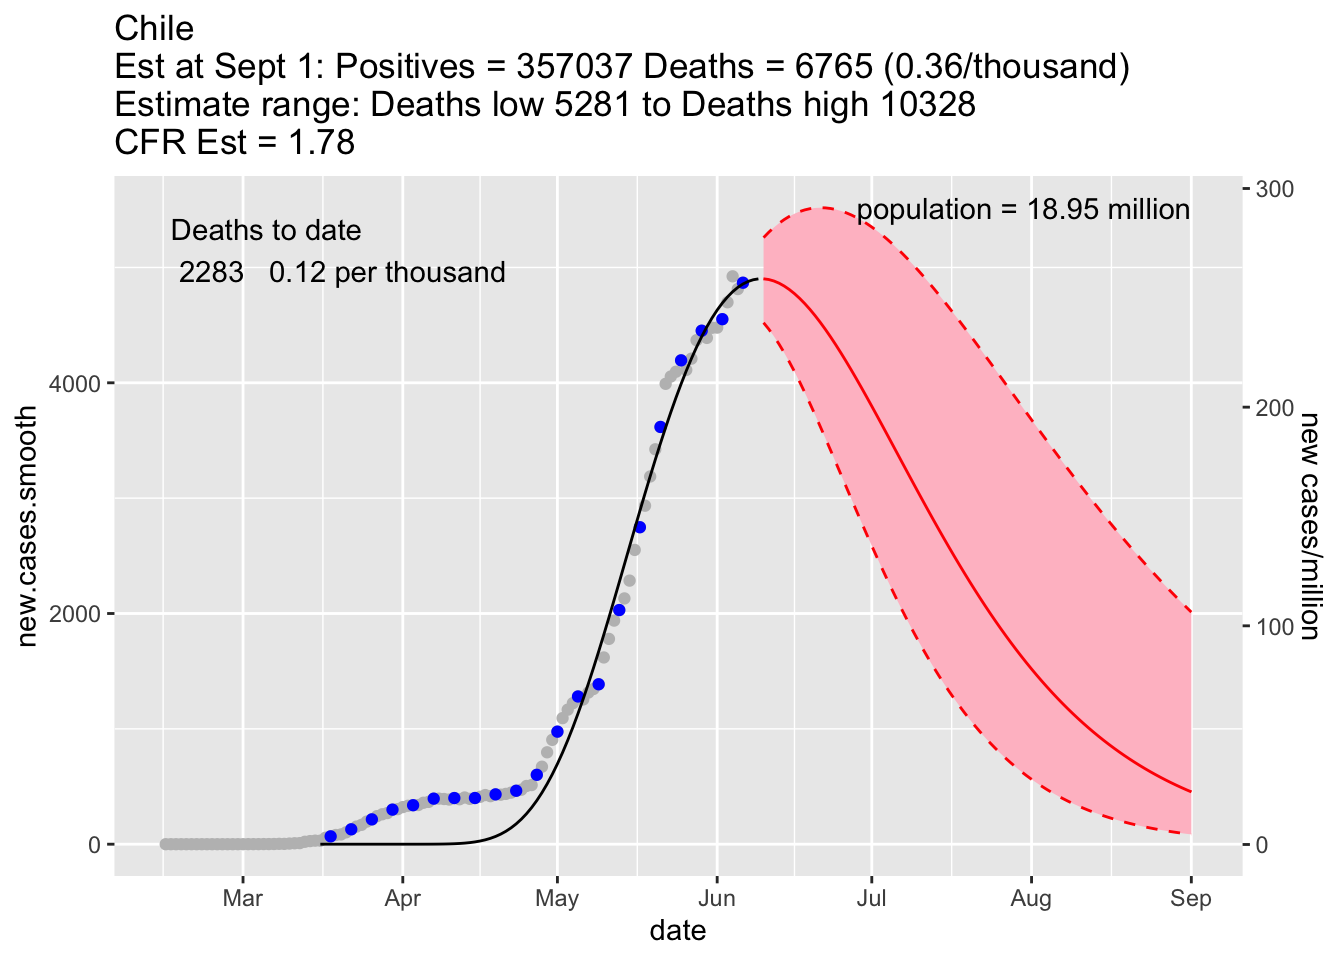 Chile
Est at Sept 1: Positives = 357037 Deaths = 6765 (0.36/thousand)
Estimate range: Deaths low 5281 to Deaths high 10328
CFR Est = 1.78
Deaths to date
2283 0.12 per thousand
population = 18.95 million
new.cases.smooth
4000
2000
0
300
200
100
0
new cases/million
Mar Apr May Jun Jul Aug Sep
date